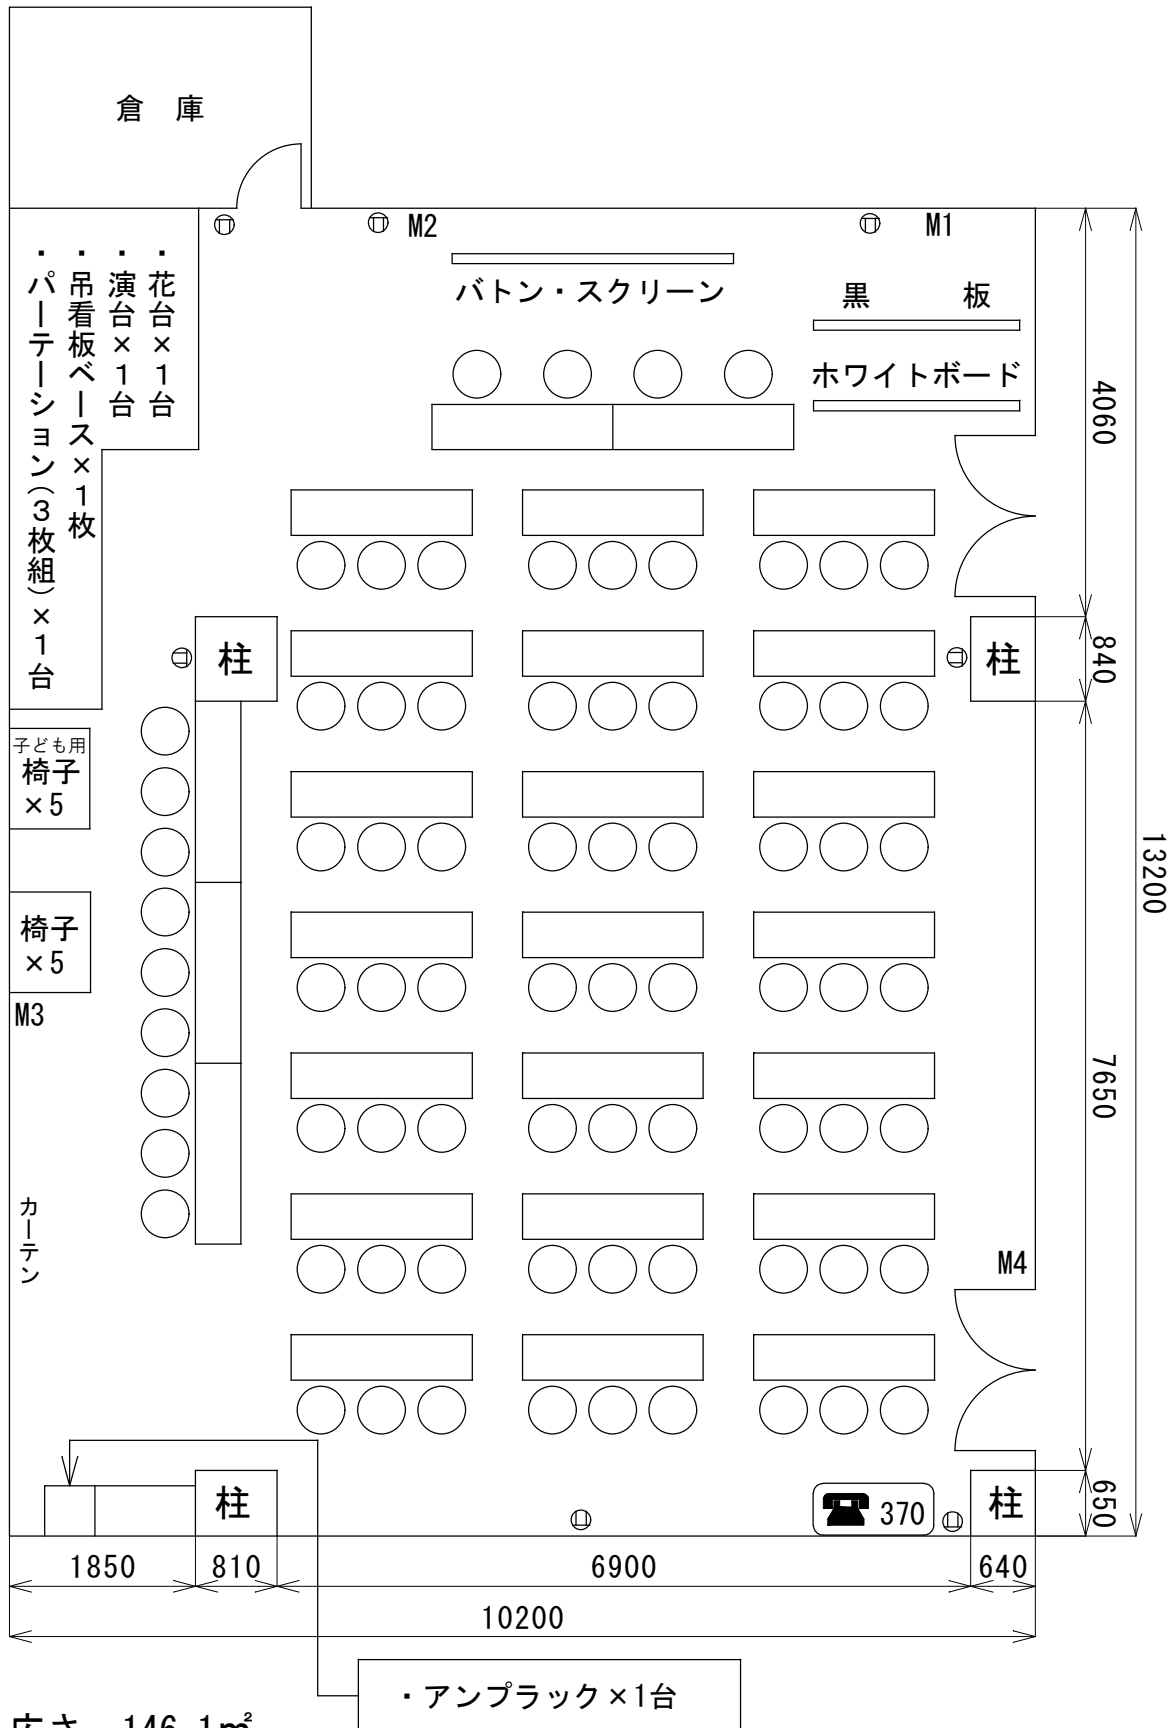 倉 庫
M2
M1
バトン・スクリーン
黒 板
ホワイトボード
・花台×1台
・演台×1台
・吊看板ベース×1枚
・パーテーション(3枚組)×1台
4060
柱
柱
840
子ども用
椅子
×5
13200
椅子
×5
M3
7650
カーテン
M4
柱
370
柱
650
1850
810
6900
640
10200
・アンプラック×1台
広さ 146.1㎡